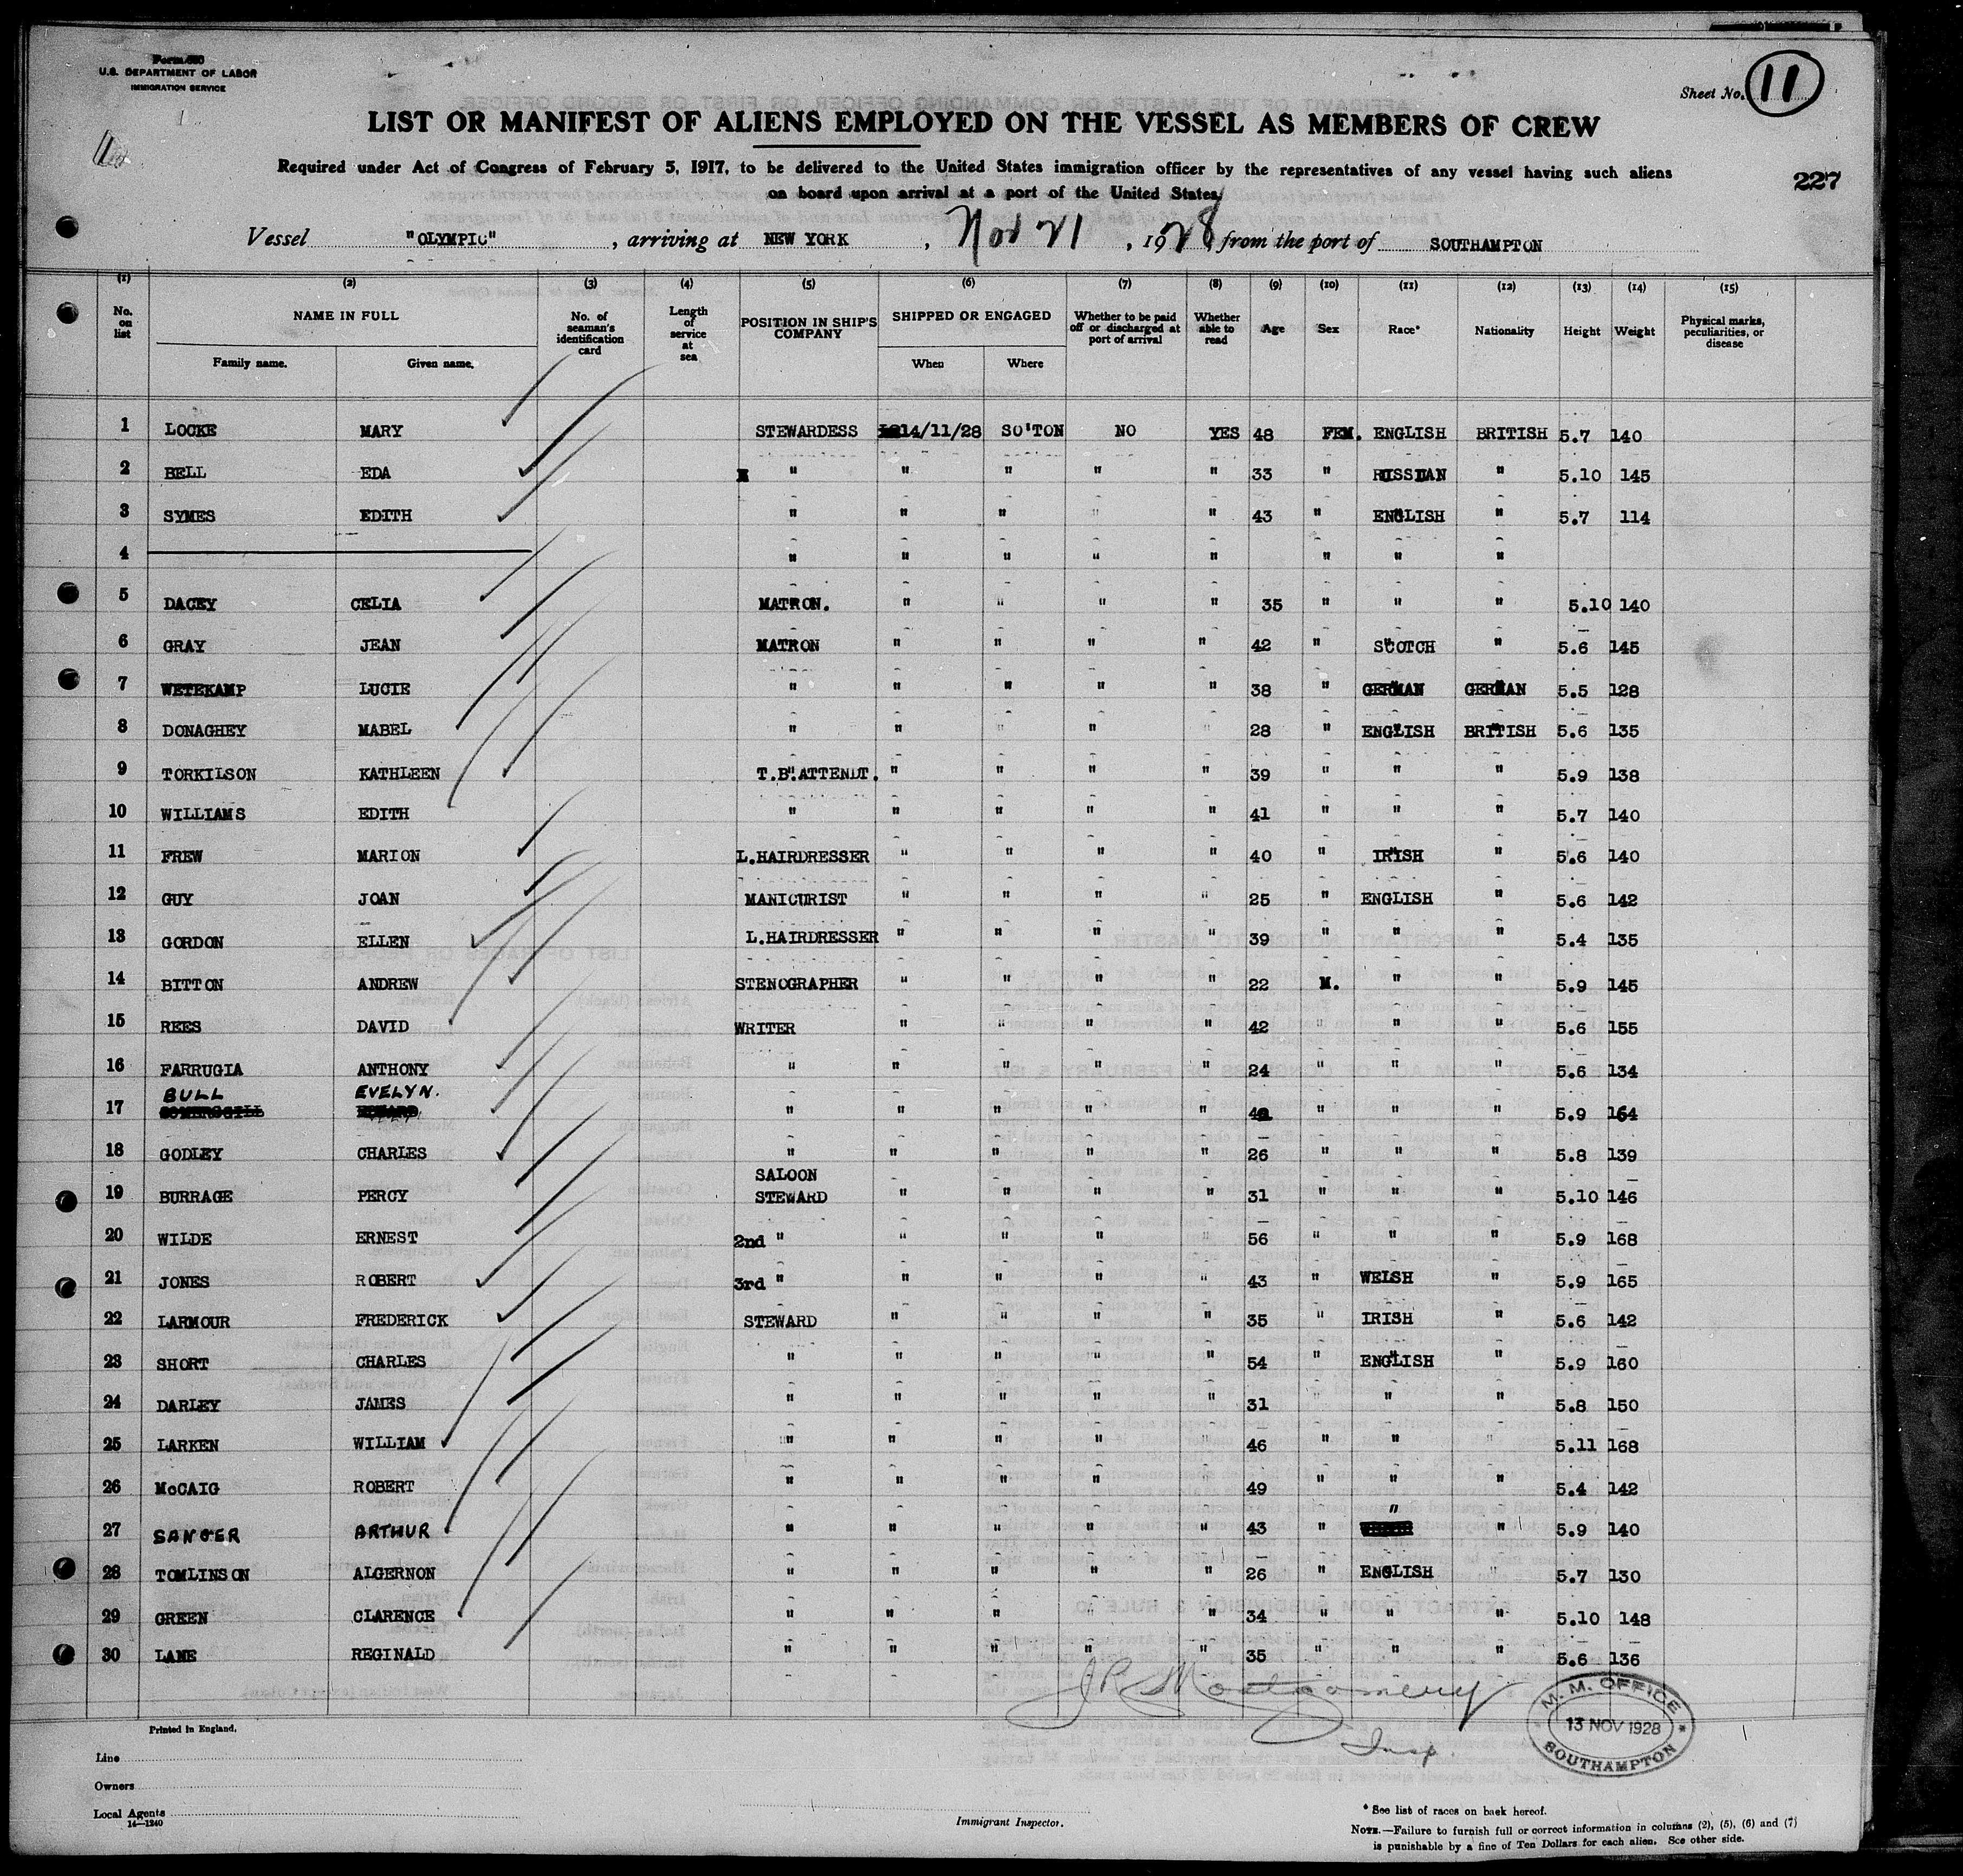 Form 680
U.S. DEPARTMENT OF LABOR
IMMIGRATION SERVICE
Sheet No. 11
LIST OR MANIFEST OF ALIENS EMPLOYED ON THE VESSEL AS MEMBERS OF CREW
Required under Act of Congress of February 5, 1917, to be delivered to the United States immigration officer by the representatives of any vessel having such aliens
on board upon arrival at a port of the United States
227
Vessel "OLYMPIC", arriving at NEW YORK, Nov 21, 1928, from the port of SOUTHAMPTON
(1) (2) (3) (4) (5) (6) (7) (8) (9) (10) (11) (12) (13) (14) (15)
No. on list NAME IN FULL Family name. Given name. No. of seaman's identification card Length of service at sea POSITION IN SHIP'S COMPANY SHIPPED OR ENGAGED When Where Whether to be paid off or discharged at port of arrival Whether able to read Age Sex Race* Nationality Height Weight Physical marks, peculiarities, or disease
1 LOCKE MARY STEWARDESS 14/11/28 SO'TON NO YES 48 FEM. ENGLISH BRITISH 5.7 140
2 BELL EDA " " " " " 33 " RUSSIAN " 5.10 145
3 SYMES EDITH " " " " " 43 " ENGLISH " 5.7 114
4 " " " " " " " "
5 DACEY CELIA MATRON. " " " " 35 " " " 5.10 140
6 GRAY JEAN MATRON " " " " 42 " SCOTCH " 5.6 145
7 WETEKAMP LUCIE " " " " " 38 " GERMAN GERMAN 5.5 128
8 DONAGHEY MABEL " " " " " 28 " ENGLISH BRITISH 5.6 135
9 TORKILSON KATHLEEN T.B. ATTENDT. " " " " 39 " " " 5.9 138
10 WILLIAMS EDITH " " " " " 41 " " " 5.7 140
11 FREW MARION L.HAIRDRESSER " " " " 40 " IRISH " 5.6 140
12 GUY JOAN MANICURIST " " " " 25 " ENGLISH " 5.6 142
13 GORDON ELLEN L.HAIRDRESSER " " " " 39 " " " 5.4 135
14 BITTON ANDREW STENOGRAPHER " " " " 22 M. " " 5.9 145
15 REES DAVID WRITER " " " " 42 " " " 5.6 155
16 FARRUGIA ANTHONY " " " " " 24 " " " 5.6 134
BULL EVELYN.
17 " " " " " " " " 5.9 164
18 GODLEY CHARLES " " " " " 26 " " " 5.8 139
SALOON
19 BURRAGE PERCY STEWARD " " " " 31 " " " 5.10 146
20 WILDE ERNEST 2nd " " " " " 56 " " " 5.9 168
21 JONES ROBERT 3rd " " " " " 43 " WELSH " 5.9 165
22 LARMOUR FREDERICK STEWARD " " " " 35 " IRISH " 5.6 142
23 SHORT CHARLES " " " " " 54 " ENGLISH " 5.9 160
24 DARLEY JAMES " " " " " 31 " " " 5.8 150
25 LARKEN WILLIAM " " " " " 46 " " " 5.11 168
26 McCAIG ROBERT " " " " " 49 " " " 5.4 142
27 SANGER ARTHUR " " " " " 43 " " " 5.9 140
28 TOMLINSON ALGERNON " " " " " 26 " ENGLISH " 5.7 130
29 GREEN CLARENCE " " " " " 34 " " " 5.10 148
30 LANE REGINALD " " " " " 35 " " " 5.6 136
J R Montgomery
Insp.
M. M. OFFICE
13 NOV 1928
SOUTHAMPTON
Printed in England.
Line
Owners
Local Agents
14—1240
Immigrant Inspector.
* See list of races on back hereof.
NOTE.—Failure to furnish full or correct information in columns (2), (5), (6) and (7)
is punishable by a fine of Ten Dollars for each alien. See other side.